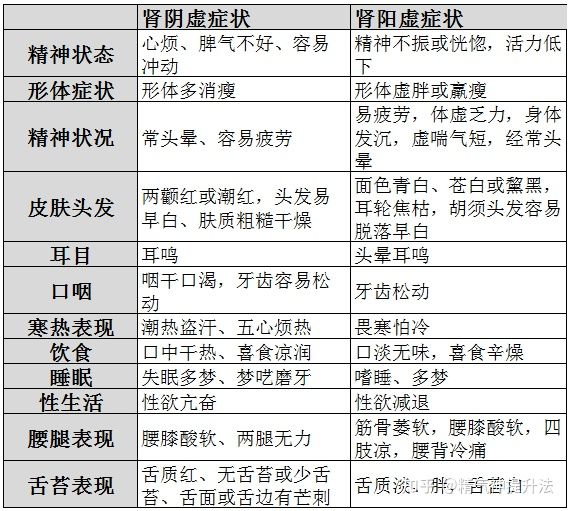 肾阴虚症状
肾阳虚症状
精神状态
心烦、脾气不好、容易
冲动
精神不振或恍惚，活力低
下
形体症状
形体多消瘦
形体虚胖或羸瘦
精神状况
常头晕、容易疲劳
易疲劳，体虚乏力，身体
发沉，虚喘气短，经常头
晕
皮肤头发
两颧红或潮红，头发易
早白、肤质粗糙干燥
面色青白、苍白或黧黑，
耳轮焦枯，胡须头发容易
脱落早白
耳目
耳鸣
头晕耳鸣
口咽
咽干口渴，牙齿容易松
动
牙齿松动
寒热表现
潮热盗汗、五心烦热
畏寒怕冷
饮食
口中干热、喜食凉润
口淡无味，喜食辛燥
睡眠
失眠多梦、梦呓磨牙
嗜睡、多梦
性生活
性欲亢奋
性欲减退
腰腿表现
腰膝酸软、两腿无力
筋骨萎软，腰膝酸软，四
肢凉，腰背冷痛
舌苔表现
舌质红、无舌苔或少舌
苔、舌面或舌边有芒刺
舌质淡、胖、舌苔
知乎
提升法